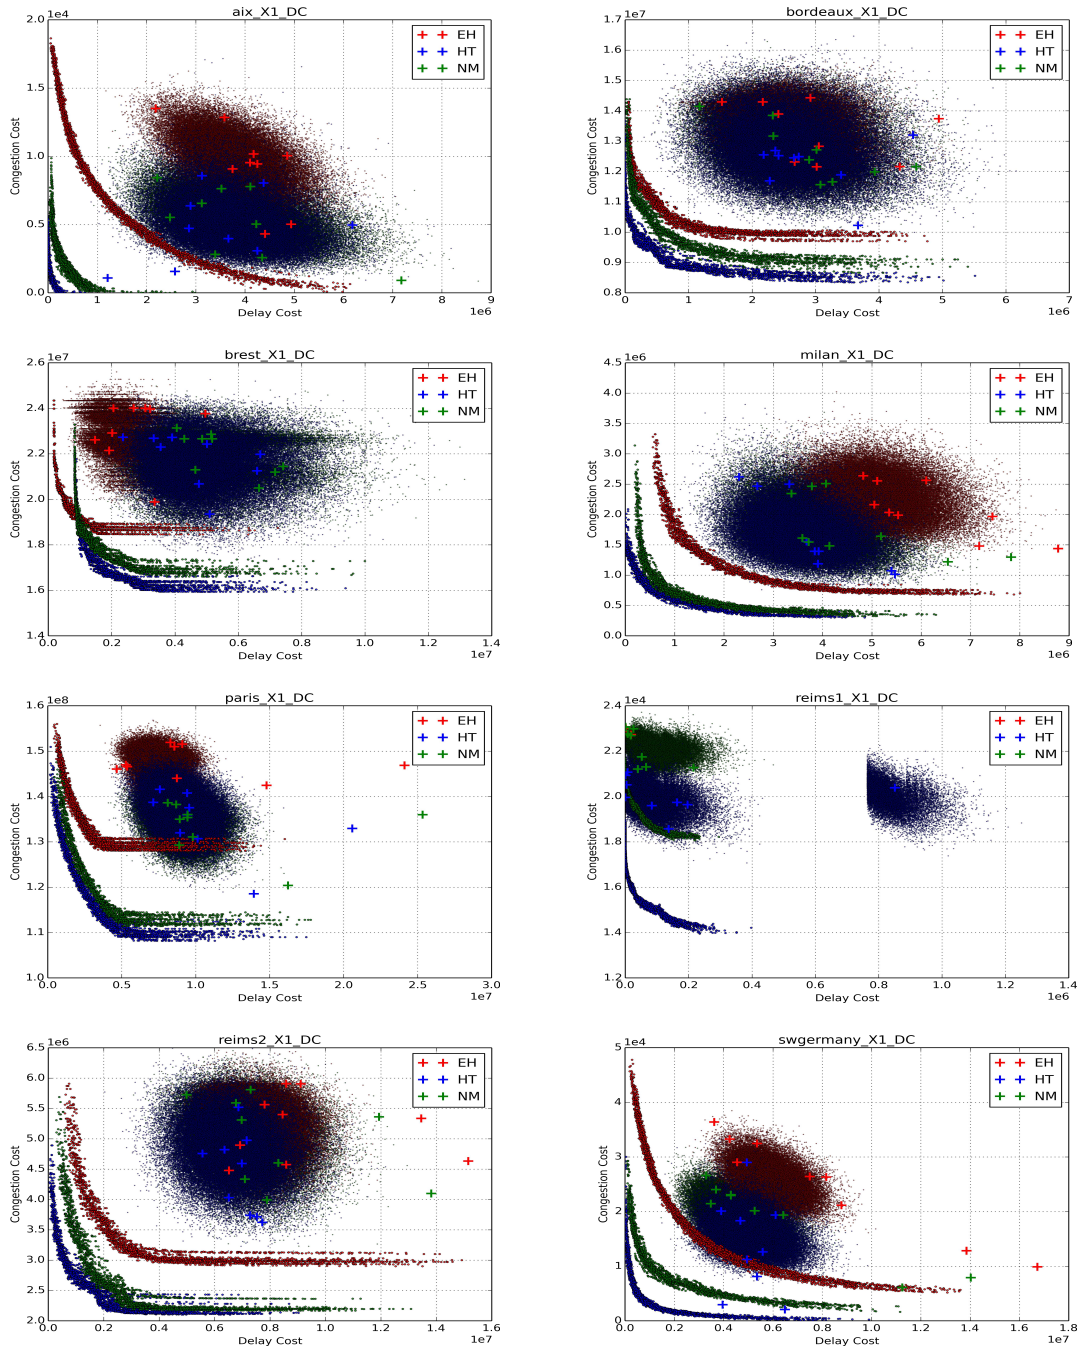 aix_X1_DC
1e4
2.0
1.5
1.0
0.5
0.0
Congestion Cost
EH
HT
NM
0 1 2 3 4 5 6 7 8 9
Delay Cost
1e6
bordeaux_X1_DC
1e7
1.7
1.6
1.5
1.4
1.3
1.2
1.1
1.0
0.9
0.8
Congestion Cost
EH
HT
NM
0 1 2 3 4 5 6 7
Delay Cost
1e6
brest_X1_DC
1e7
2.6
2.4
2.2
2.0
1.8
1.6
1.4
Congestion Cost
EH
HT
NM
0.0 0.2 0.4 0.6 0.8 1.0 1.2 1.4
Delay Cost
1e7
milan_X1_DC
1e6
4.5
4.0
3.5
3.0
2.5
2.0
1.5
1.0
0.5
0.0
Congestion Cost
EH
HT
NM
0 1 2 3 4 5 6 7 8 9
Delay Cost
1e6
paris_X1_DC
1e8
1.6
1.5
1.4
1.3
1.2
1.1
1.0
Congestion Cost
EH
HT
NM
0.0 0.5 1.0 1.5 2.0 2.5 3.0
Delay Cost
1e7
reims1_X1_DC
1e4
2.4
2.2
2.0
1.8
1.6
1.4
1.2
Congestion Cost
EH
HT
NM
0.0 0.2 0.4 0.6 0.8 1.0 1.2 1.4
Delay Cost
1e6
reims2_X1_DC
1e6
6.5
6.0
5.5
5.0
4.5
4.0
3.5
3.0
2.5
2.0
Congestion Cost
EH
HT
NM
0.0 0.2 0.4 0.6 0.8 1.0 1.2 1.4 1.6
Delay Cost
1e7
swgermany_X1_DC
1e4
5
4
3
2
1
0
Congestion Cost
EH
HT
NM
0.0 0.2 0.4 0.6 0.8 1.0 1.2 1.4 1.6 1.8
Delay Cost
1e7